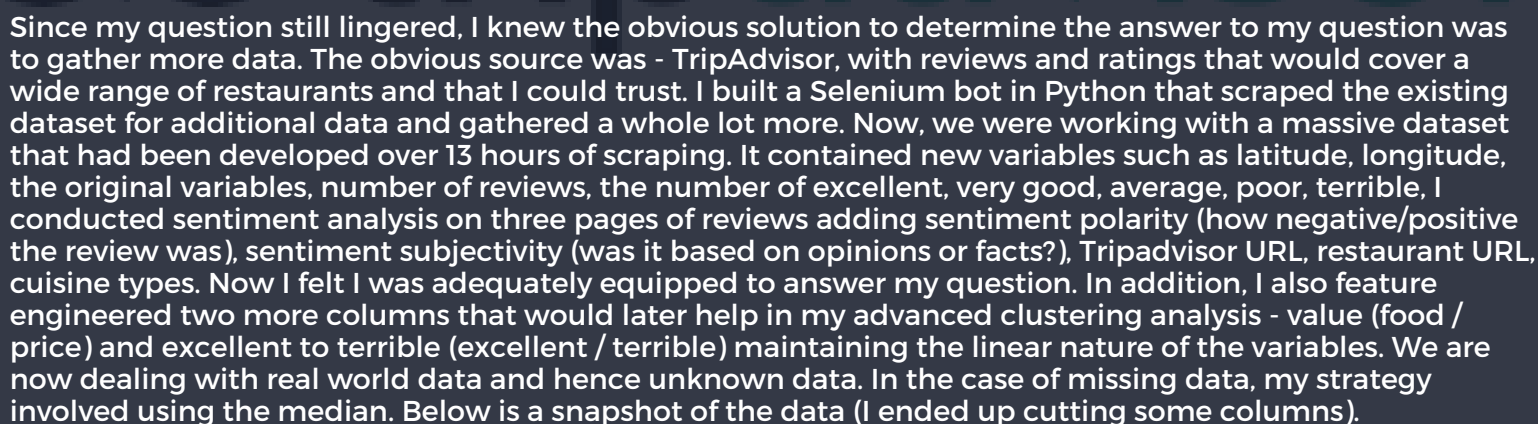 Since my question still lingered, I knew the obvious solution to determine the answer to my question was
to gather more data. The obvious source was - TripAdvisor, with reviews and ratings that would cover a
wide range of restaurants and that I could trust. I built a Selenium bot in Python that scraped the existing
dataset for additional data and gathered a whole lot more. Now, we were working with a massive dataset
that had been developed over 13 hours of scraping. It contained new variables such as latitude, longitude,
the original variables, number of reviews, the number of excellent, very good, average, poor, terrible, I
conducted sentiment analysis on three pages of reviews adding sentiment polarity (how negative/positive
the review was), sentiment subjectivity (was it based on opinions or facts?), Tripadvisor URL, restaurant URL,
cuisine types. Now I felt I was adequately equipped to answer my question. In addition, I also feature
engineered two more columns that would later help in my advanced clustering analysis - value (food /
price) and excellent to terrible (excellent / terrible) maintaining the linear nature of the variables. We are
now dealing with real world data and hence unknown data. In the case of missing data, my strategy
involved using the median. Below is a snapshot of the data (I ended up cutting some columns).